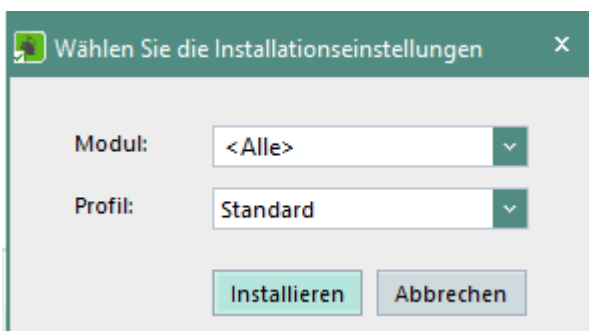 Wählen Sie die Installationseinstellungen
Modul: <Alle>
Profil: Standard
Installieren Abbrechen